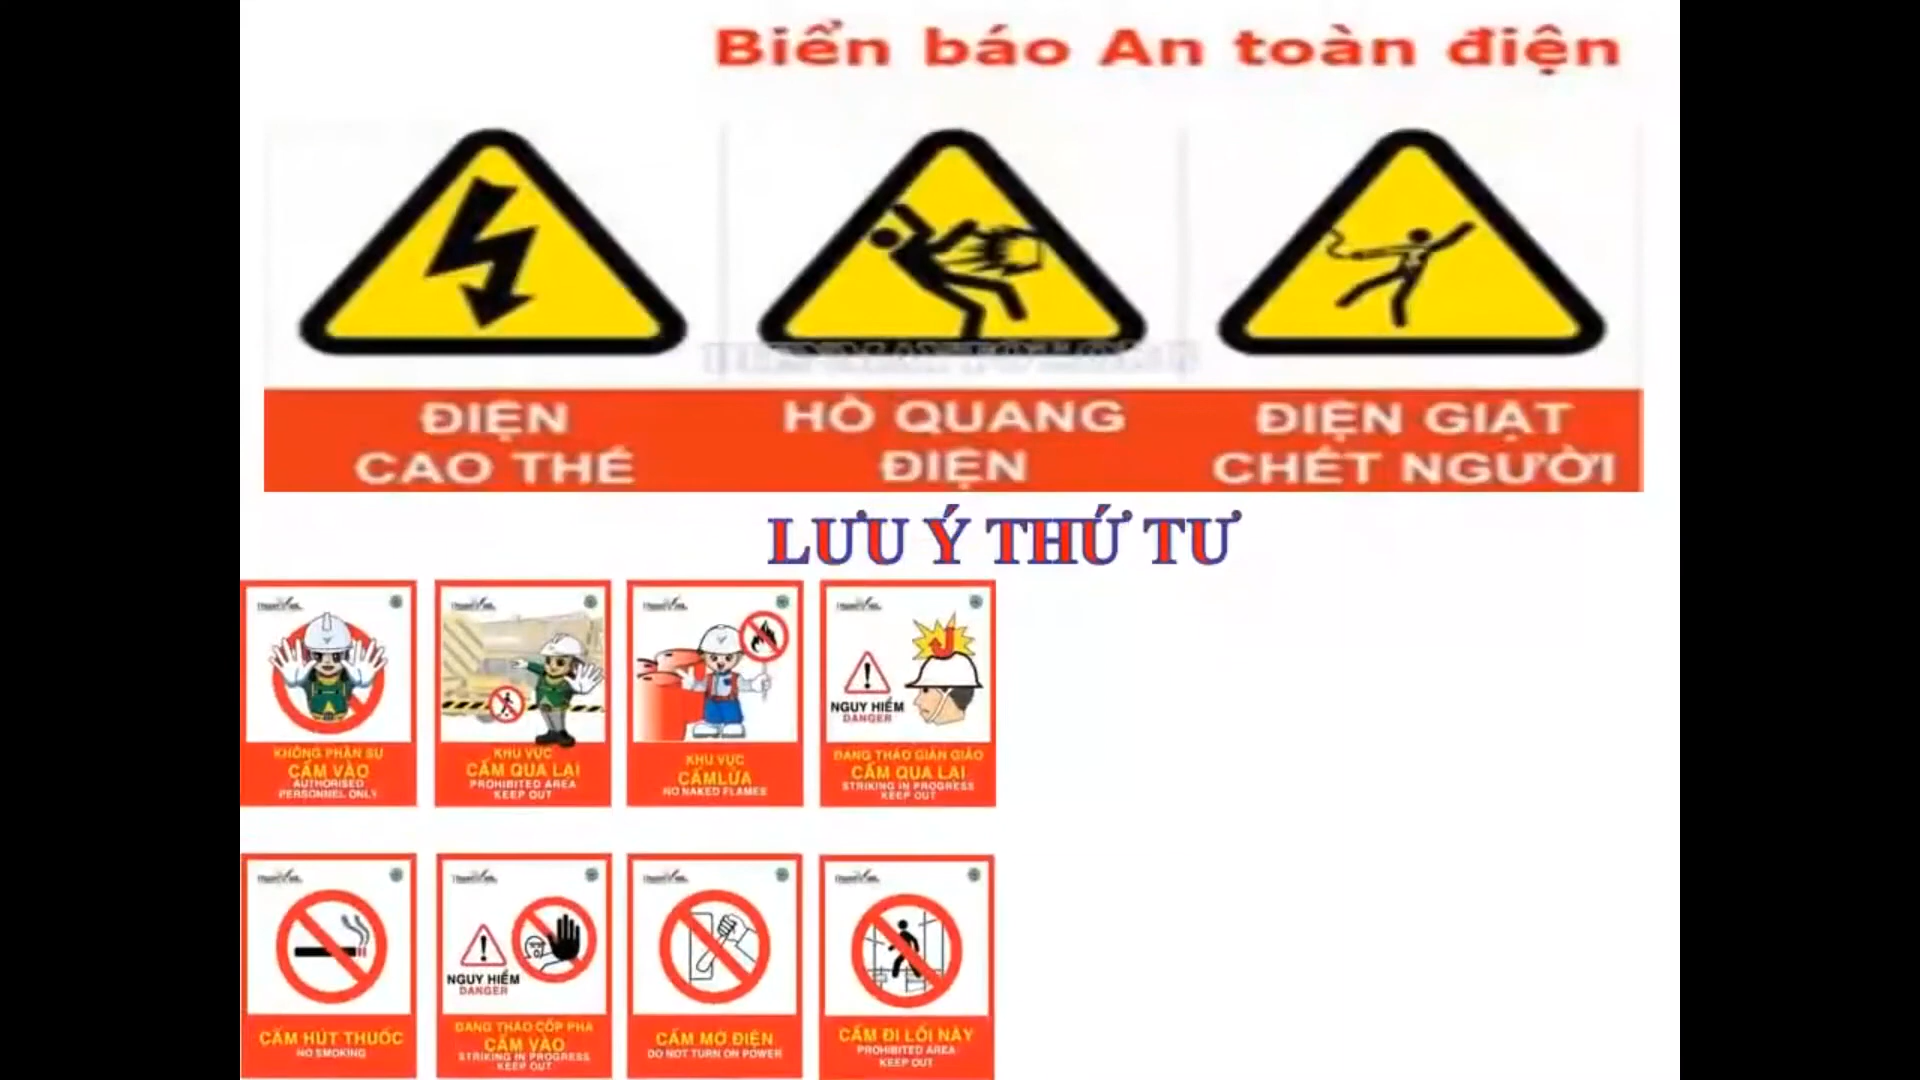 Biển báo An toàn điện
ĐIỆN
CAO THẾ
HỒ QUANG
ĐIỆN
ĐIỆN GIẬT
CHẾT NGƯỜI
LƯU Ý THỨ TƯ
KHÔNG PHẬN SỰ
CẤM VÀO
AUTHORISED
PERSONNEL ONLY
KHU VỰC
CẤM QUA LẠI
PROHIBITED AREA
KEEP OUT
KHU VỰC
CẤM LỬA
NO NAKED FLAMES
NGUY HIỂM
DANGER
ĐANG THÁO GIÀN GIÁO
CẤM QUA LẠI
STRIKING IN PROGRESS
KEEP OUT
CẤM HÚT THUỐC
NO SMOKING
NGUY HIỂM
DANGER
ĐANG THÁO CỐP PHA
CẤM VÀO
STRIKING IN PROGRESS
KEEP OUT
CẤM MỞ ĐIỆN
DO NOT TURN ON POWER
CẤM ĐI LỐI NÀY
PROHIBITED AREA
KEEP OUT